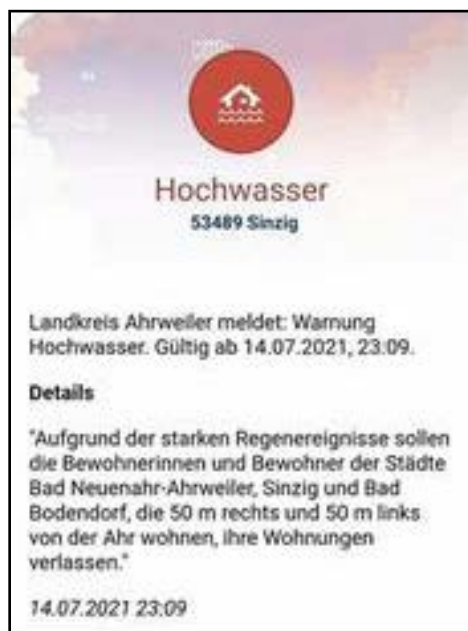 Hochwasser
53489 Sinzig
Landkreis Ahrweiler meldet: Warnung
Hochwasser. Gültig ab 14.07.2021, 23:09.
Details
"Aufgrund der starken Regenereignisse sollen
die Bewohnerinnen und Bewohner der Städte
Bad Neuenahr-Ahrweiler, Sinzig und Bad
Bodendorf, die 50 m rechts und 50 m links
von der Ahr wohnen, ihre Wohnungen
verlassen."
14.07.2021 23:09